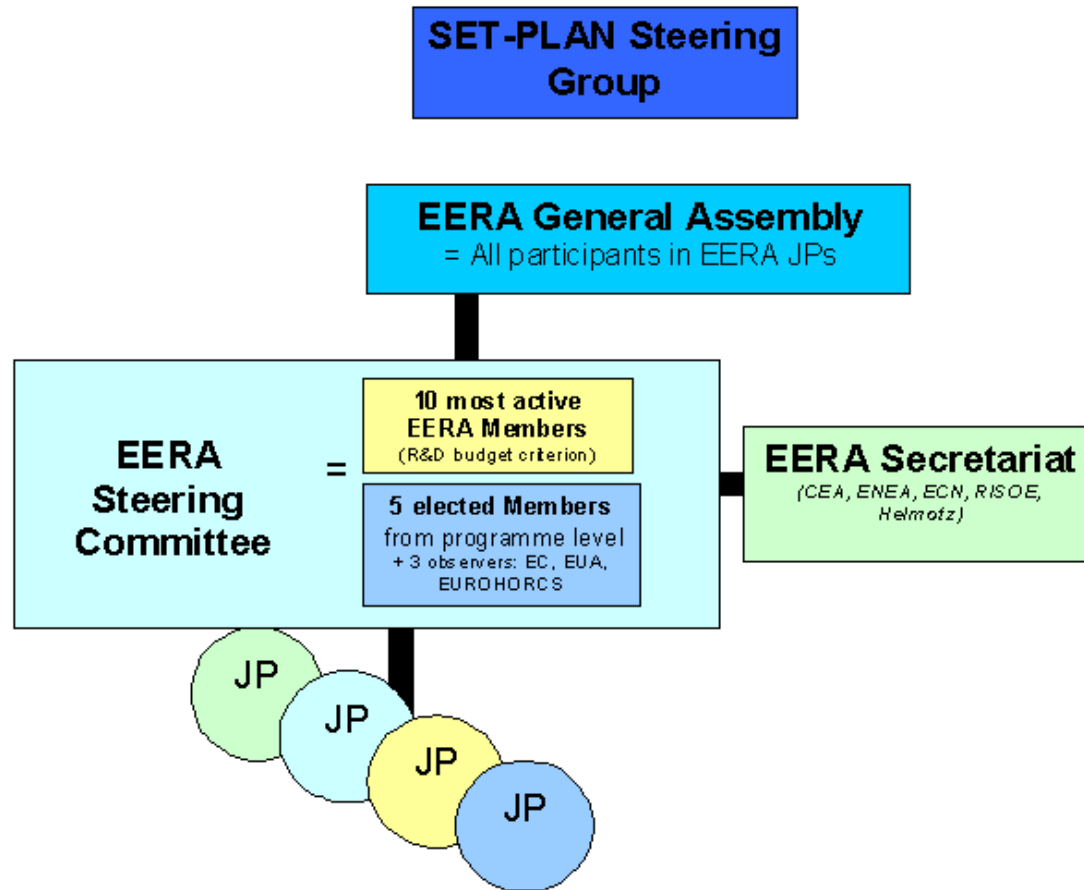 SET-PLAN Steering
Group
EERA General Assembly
= All participants in EERA JPs
EERA
Steering
Committee
=
10 most active
EERA Members
(R&D budget criterion)
5 elected Members
from programme level
+ 3 observers: EC, EUA,
EUROHORCS
EERA Secretariat
(CEA, ENEA, ECN, RISOE,
Helmotz)
JP
JP
JP
JP